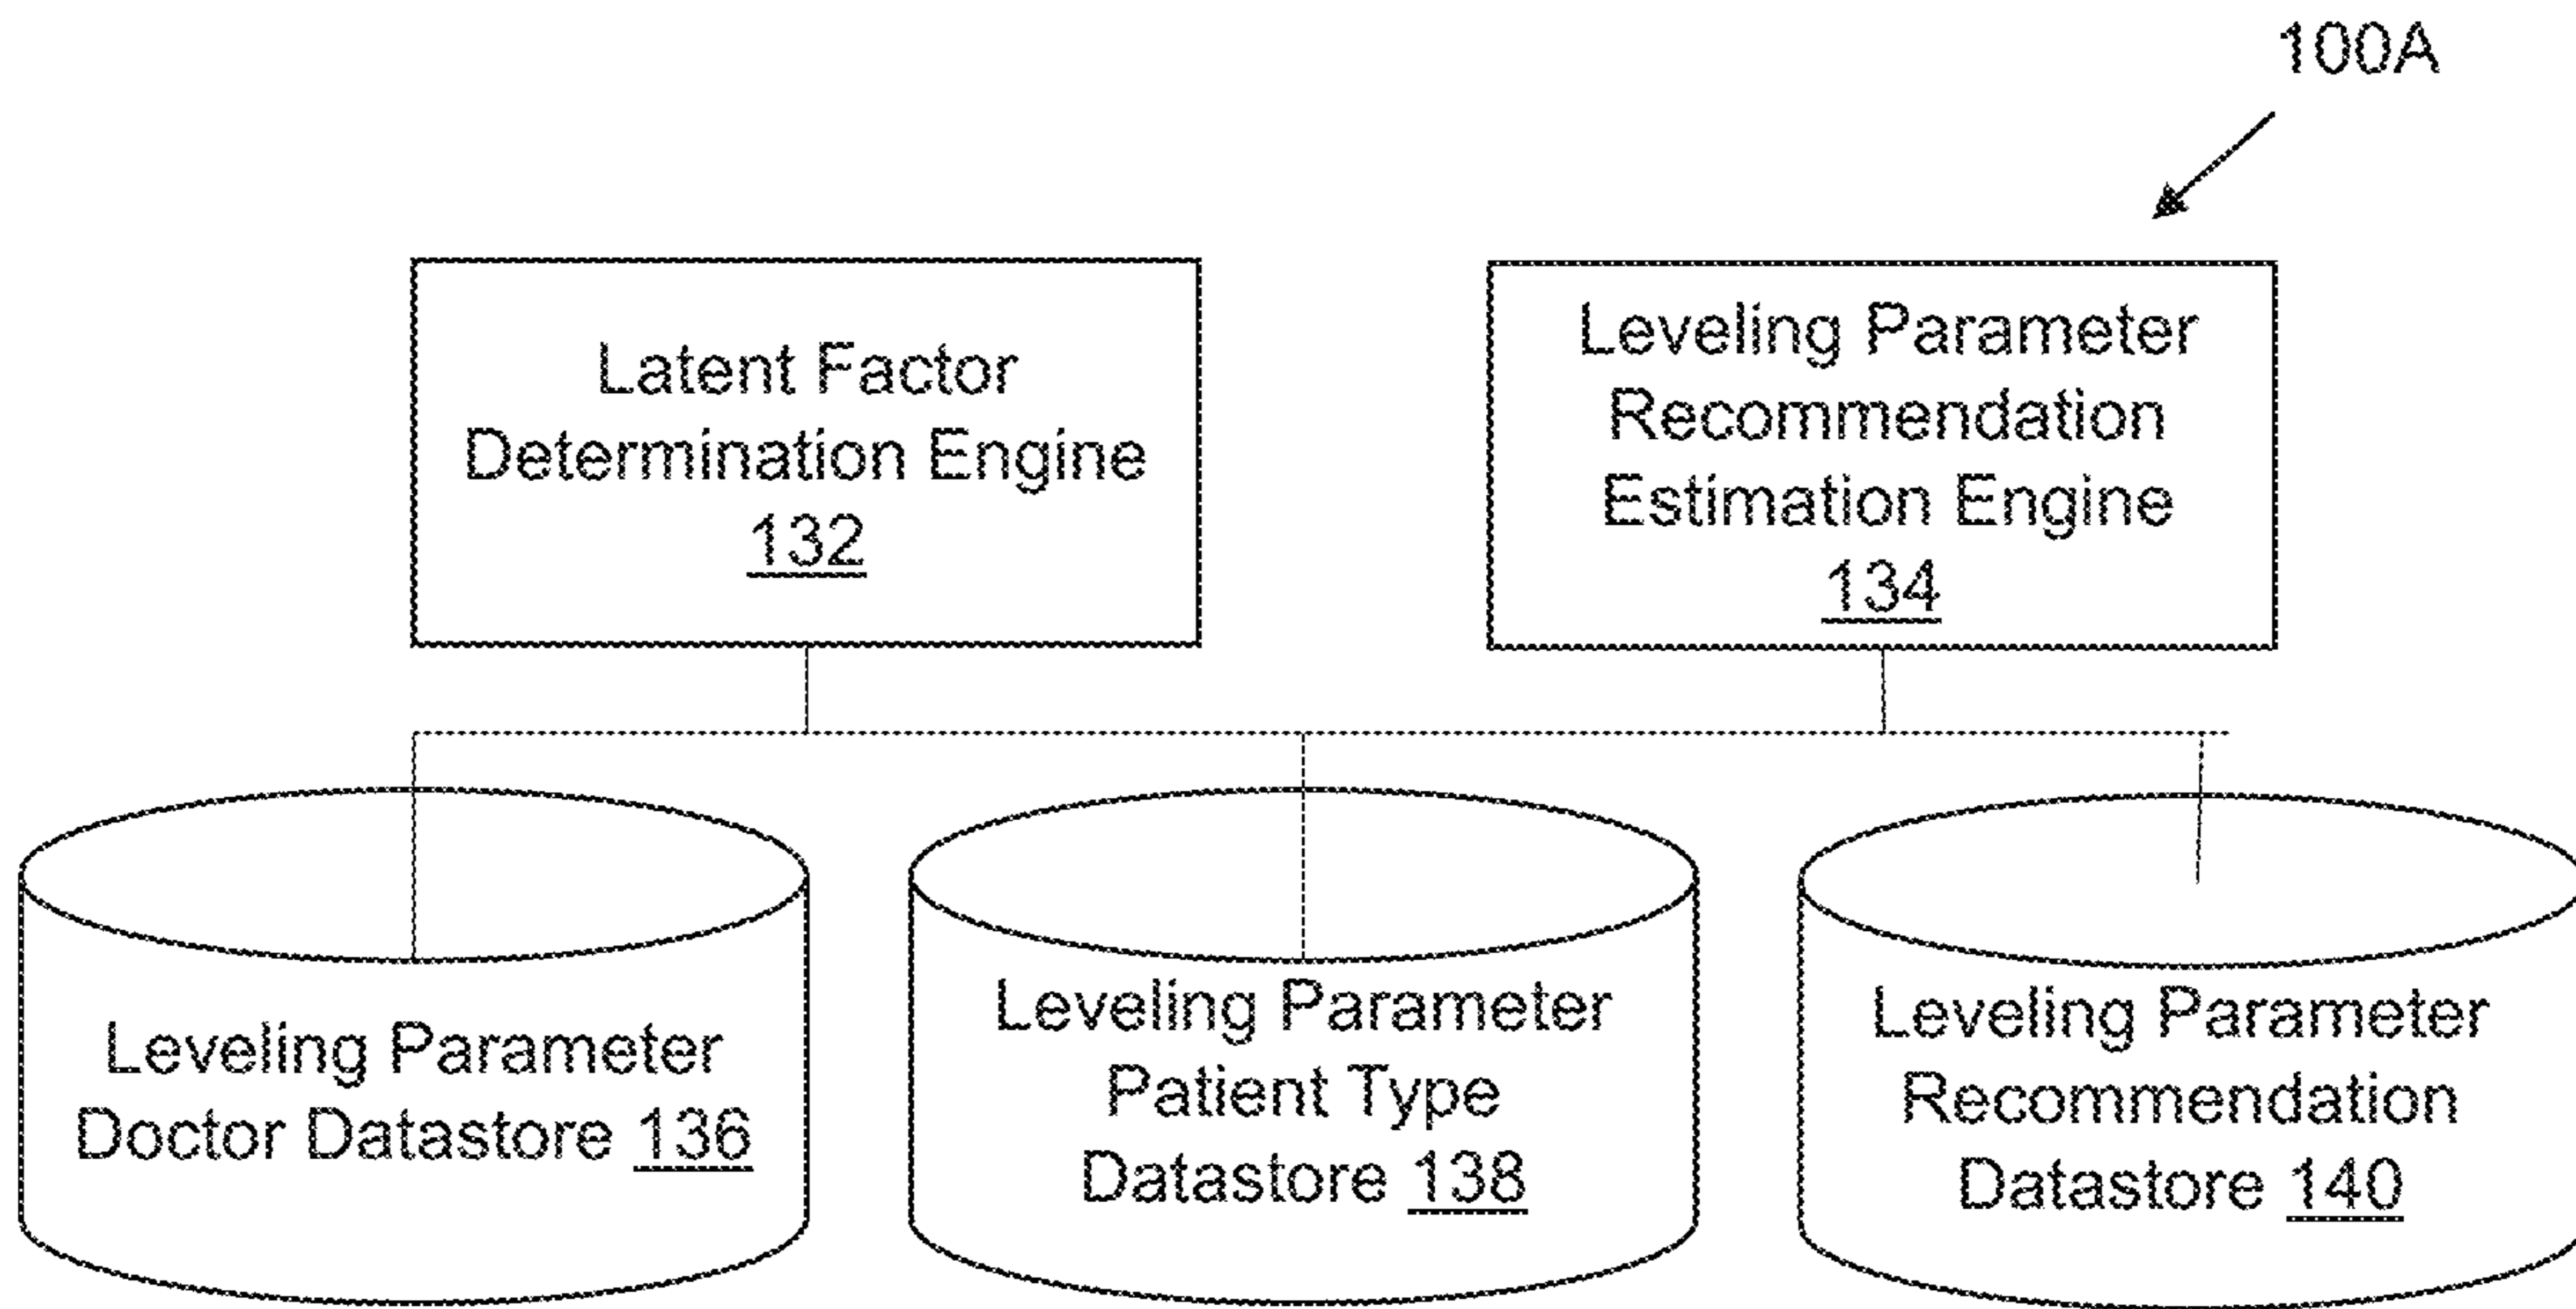 100A
Latent Factor
Determination Engine
132
Leveling Parameter
Recommendation
Estimation Engine
134
Leveling Parameter
Doctor Datastore 136
Leveling Parameter
Patient Type
Datastore 138
Leveling Parameter
Recommendation
Datastore 140